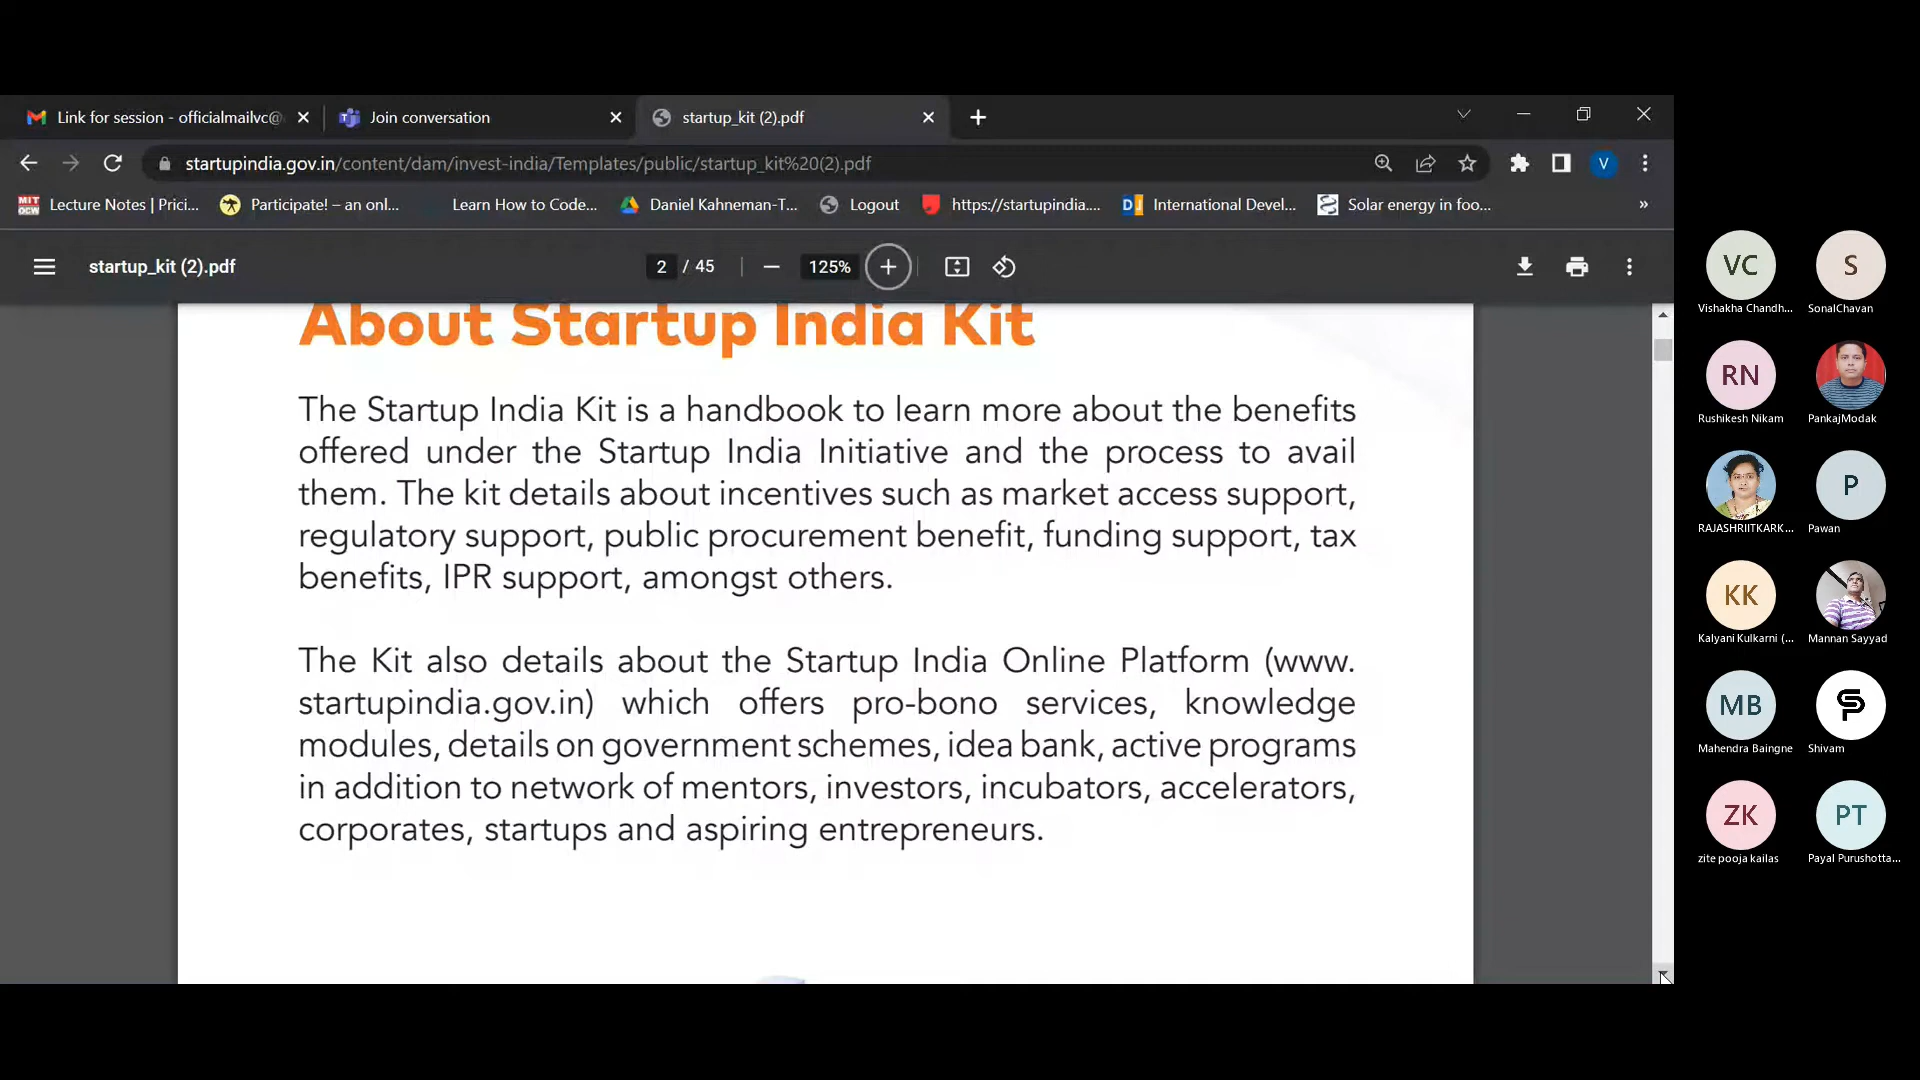 Link for session - officialmailvc@
Join conversation
startup_kit (2).pdf
startupindia.gov.in/content/dam/invest-india/Templates/public/startup_kit%20(2).pdf
V
MIT OCW Lecture Notes | Prici...
Participate! – an onl...
Learn How to Code...
Daniel Kahneman-T...
Logout
https://startupindia....
DJ International Devel...
Solar energy in foo...
»
startup_kit (2).pdf
2 / 45
125%
About Startup India Kit
The Startup India Kit is a handbook to learn more about the benefits
offered under the Startup India Initiative and the process to avail
them. The kit details about incentives such as market access support,
regulatory support, public procurement benefit, funding support, tax
benefits, IPR support, amongst others.
The Kit also details about the Startup India Online Platform (www.
startupindia.gov.in) which offers pro-bono services, knowledge
modules, details on government schemes, idea bank, active programs
in addition to network of mentors, investors, incubators, accelerators,
corporates, startups and aspiring entrepreneurs.
VC
Vishakha Chandh...
S
SonalChavan
RN
Rushikesh Nikam
PankajModak
RAJASHRIITKARK...
P
Pawan
KK
Kalyani Kulkarni (...
Mannan Sayyad
MB
Mahendra Baingne
Shivam
ZK
zite pooja kailas
PT
Payal Purushotta...